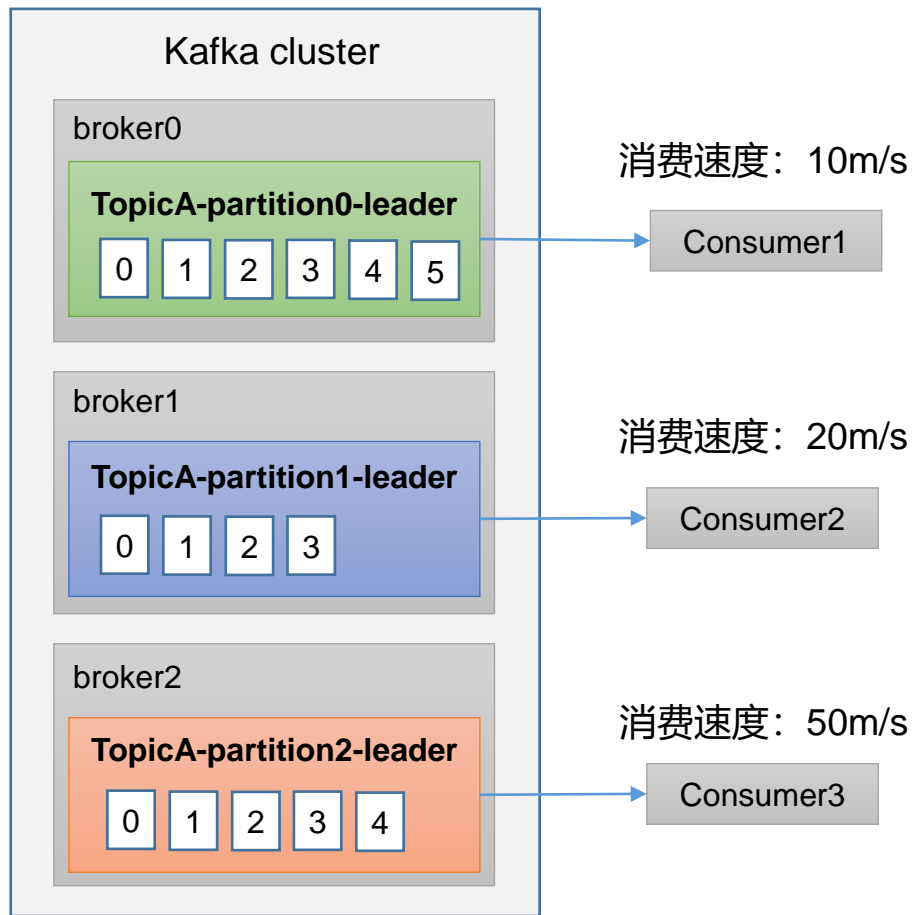 Kafka cluster
broker0
TopicA-partition0-leader
0 1 2 3 4 5
消费速度：10m/s
Consumer1
broker1
TopicA-partition1-leader
0 1 2 3
消费速度：20m/s
Consumer2
broker2
TopicA-partition2-leader
0 1 2 3 4
消费速度：50m/s
Consumer3